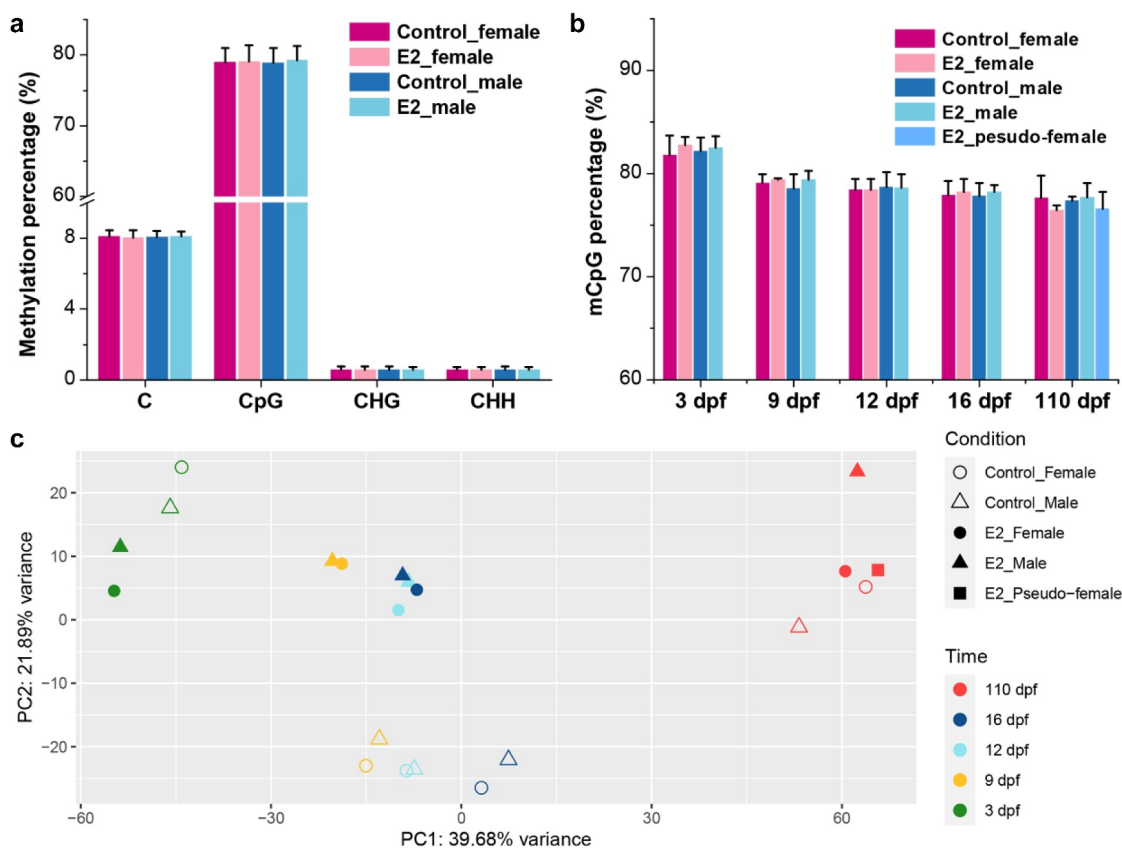 a
Methylation percentage (%)
80
70
60
8
4
0
C
CpG
CHG
CHH
Control_female
E2_female
Control_male
E2_male
b
mCpG percentage (%)
90
80
70
60
3 dpf
9 dpf
12 dpf
16 dpf
110 dpf
Control_female
E2_female
Control_male
E2_male
E2_pesudo-female
c
PC2: 21.89% variance
20
10
0
−10
−20
−60
−30
0
30
60
PC1: 39.68% variance
Condition
Control_Female
Control_Male
E2_Female
E2_Male
E2_Pseudo−female
Time
110 dpf
16 dpf
12 dpf
9 dpf
3 dpf